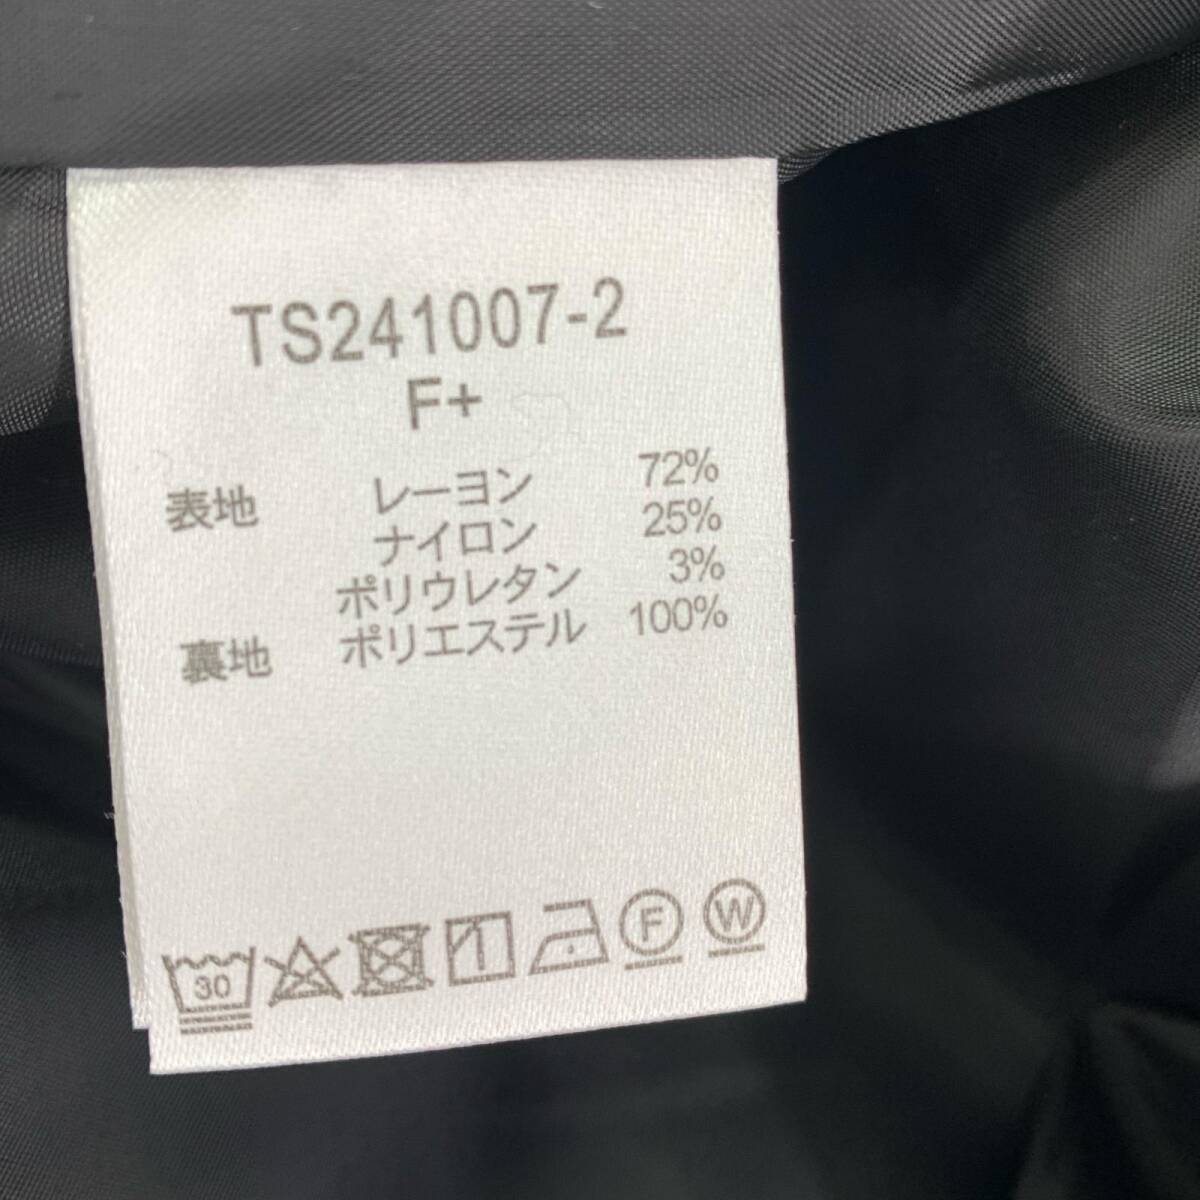 TS241007-2
F+
表地 レーヨン 72%
ナイロン 25%
ポリウレタン 3%
裏地 ポリエステル 100%
30 F W